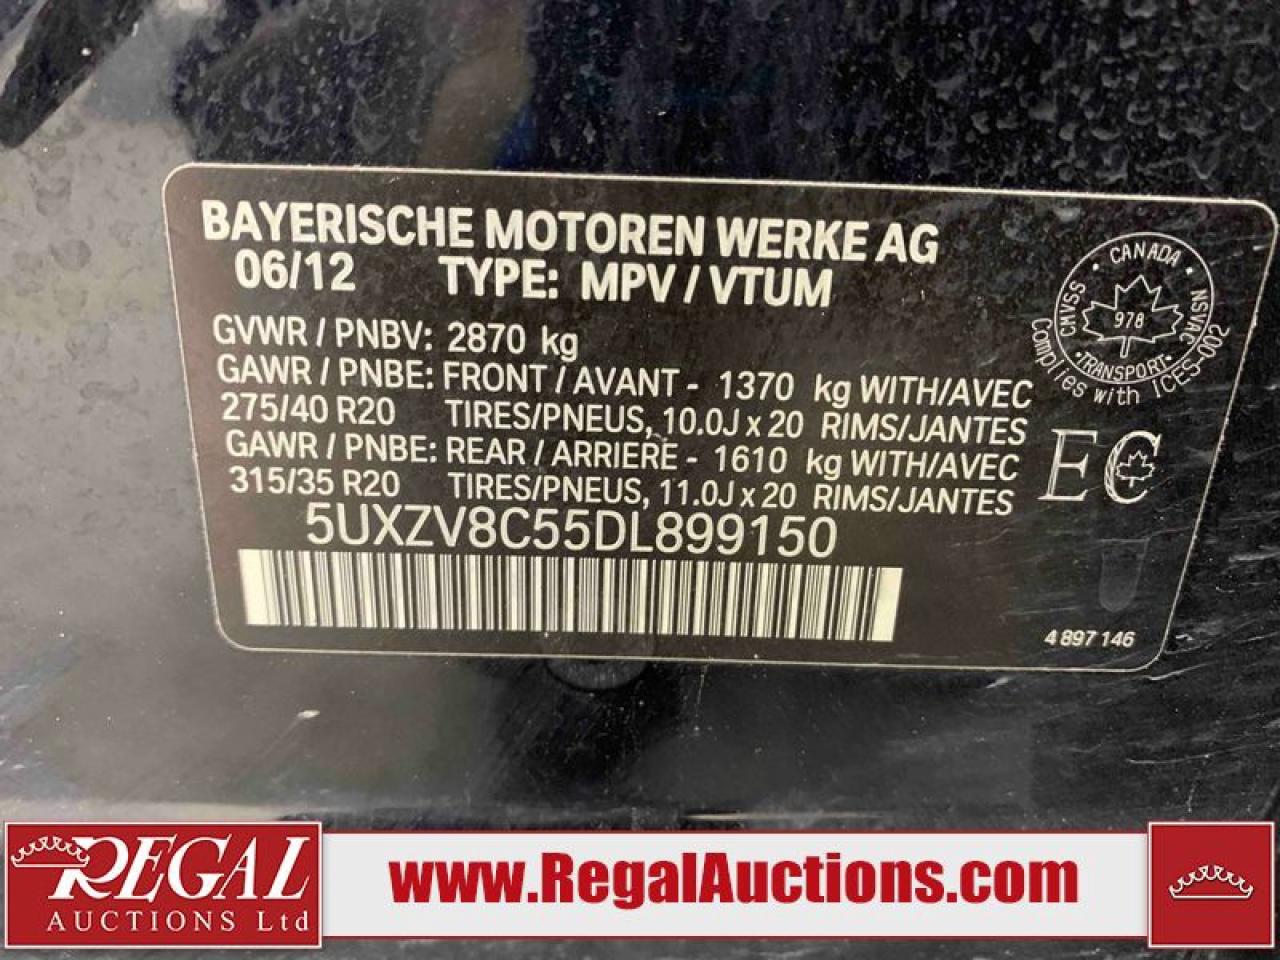 BAYERISCHE MOTOREN WERKE AG
06/12 TYPE: MPV / VTUM
GVWR / PNBV: 2870 kg
GAWR / PNBE: FRONT / AVANT - 1370 kg WITH/AVEC
275/40 R20 TIRES/PNEUS, 10.0J x 20 RIMS/JANTES
GAWR / PNBE: REAR / ARRIERE - 1610 kg WITH/AVEC
315/35 R20 TIRES/PNEUS, 11.0J x 20 RIMS/JANTES
5UXZV8C55DL899150
CMVSS • CANADA • NSVAC
978
• TRANSPORT •
Complies with ICES-002
EC
4 897 146
REGAL
AUCTIONS Ltd
www.RegalAuctions.com